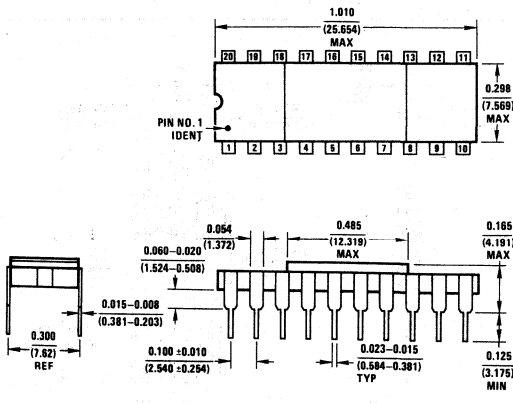 1.010
(25.654)
MAX
20 19 18 17 16 15 14 13 12 11
0.298
(7.569)
MAX
PIN NO. 1
IDENT
1 2 3 4 5 6 7 8 9 10
0.054
(1.372)
0.485
(12.319)
MAX
0.165
(4.191)
MAX
0.060–0.020
(1.524–0.508)
0.015–0.008
(0.381–0.203)
0.300
(7.62)
REF
0.100 ±0.010
(2.540 ±0.254)
0.023–0.015
(0.584–0.381)
TYP
0.125
(3.175)
MIN